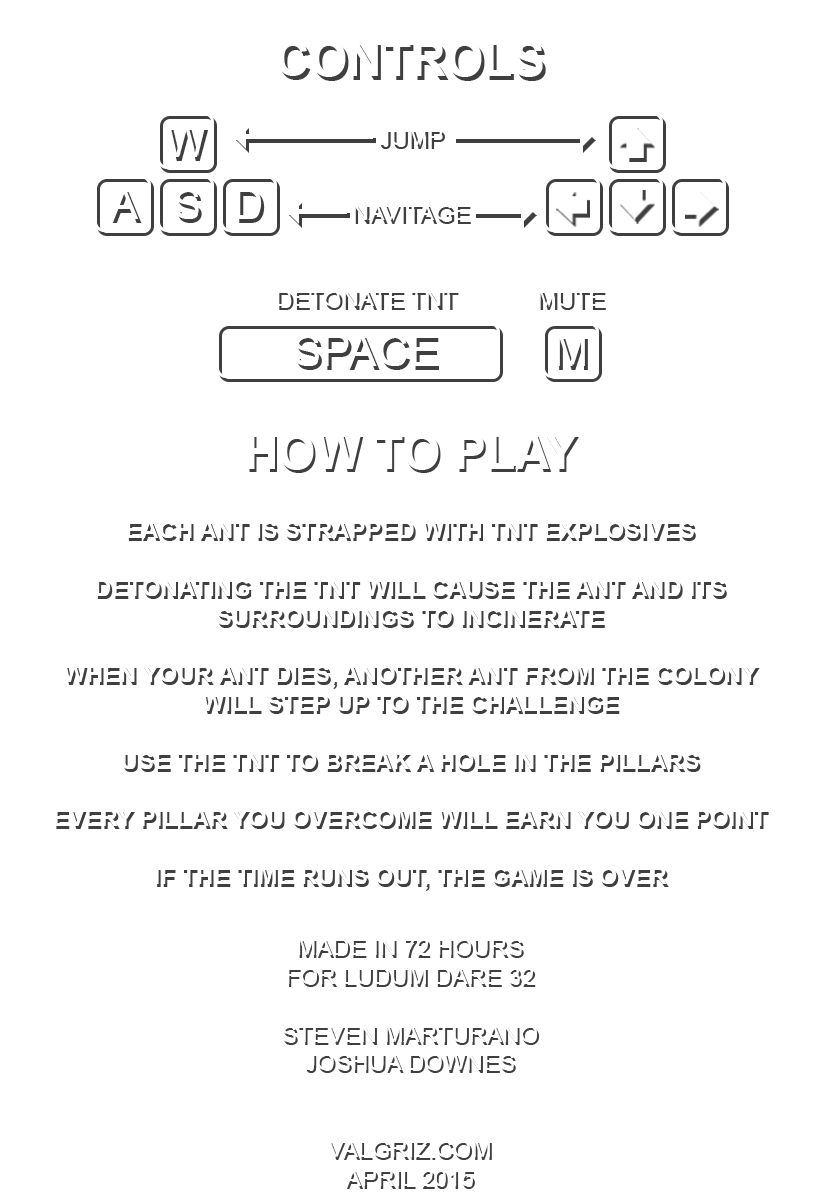 CONTROLS
W JUMP
A S D NAVITAGE
DETONATE TNT MUTE
SPACE M
HOW TO PLAY
EACH ANT IS STRAPPED WITH TNT EXPLOSIVES
DETONATING THE TNT WILL CAUSE THE ANT AND ITS
SURROUNDINGS TO INCINERATE
WHEN YOUR ANT DIES, ANOTHER ANT FROM THE COLONY
WILL STEP UP TO THE CHALLENGE
USE THE TNT TO BREAK A HOLE IN THE PILLARS
EVERY PILLAR YOU OVERCOME WILL EARN YOU ONE POINT
IF THE TIME RUNS OUT, THE GAME IS OVER
MADE IN 72 HOURS
FOR LUDUM DARE 32
STEVEN MARTURANO
JOSHUA DOWNES
VALGRIZ.COM
APRIL 2015